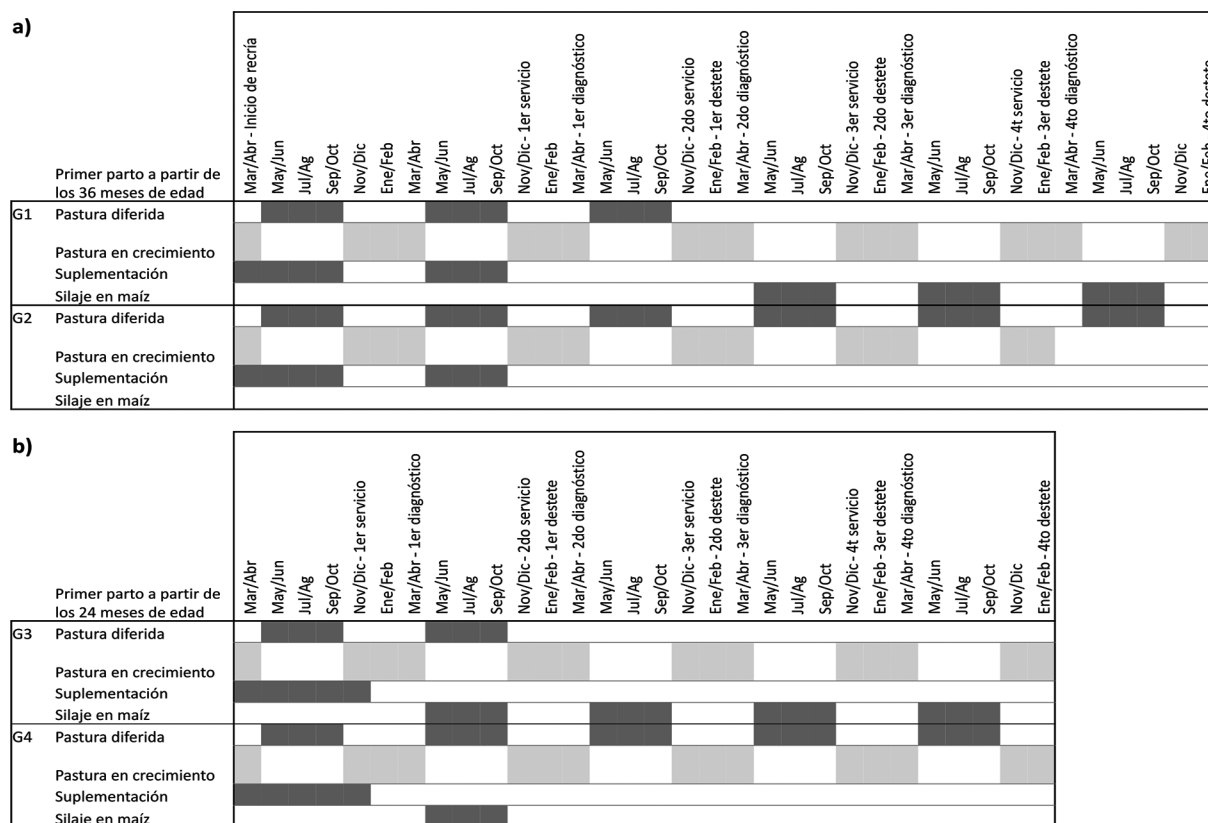 a)
Mar/Abr - Inicio de recría
May/Jun
Jul/Ag
Sep/Oct
Nov/Dic
Ene/Feb
Mar/Abr
May/Jun
Jul/Ag
Sep/Oct
Nov/Dic - 1er servicio
Ene/Feb
Mar/Abr - 1er diagnóstico
May/Jun
Jul/Ag
Sep/Oct
Nov/Dic - 2do servicio
Ene/Feb - 1er destete
Mar/Abr - 2do diagnóstico
May/Jun
Jul/Ag
Sep/Oct
Nov/Dic - 3er servicio
Ene/Feb - 2do destete
Mar/Abr - 3er diagnóstico
May/Jun
Jul/Ag
Sep/Oct
Nov/Dic - 4t servicio
Ene/Feb - 3er destete
Mar/Abr - 4to diagnóstico
May/Jun
Jul/Ag
Sep/Oct
Nov/Dic
Ene/Feb - 4to destete
Primer parto a partir de
los 36 meses de edad
G1 Pastura diferida
Pastura en crecimiento
Suplementación
Silaje en maíz
G2 Pastura diferida
Pastura en crecimiento
Suplementación
Silaje en maíz
b)
Mar/Abr
May/Jun
Jul/Ag
Sep/Oct
Nov/Dic - 1er servicio
Ene/Feb
Mar/Abr - 1er diagnóstico
May/Jun
Jul/Ag
Sep/Oct
Nov/Dic - 2do servicio
Ene/Feb - 1er destete
Mar/Abr - 2do diagnóstico
May/Jun
Jul/Ag
Sep/Oct
Nov/Dic - 3er servicio
Ene/Feb - 2do destete
Mar/Abr - 3er diagnóstico
May/Jun
Jul/Ag
Sep/Oct
Nov/Dic - 4t servicio
Ene/Feb - 3er destete
Mar/Abr - 4to diagnóstico
May/Jun
Jul/Ag
Sep/Oct
Nov/Dic
Ene/Feb - 4to destete
Primer parto a partir de
los 24 meses de edad
G3 Pastura diferida
Pastura en crecimiento
Suplementación
Silaje en maíz
G4 Pastura diferida
Pastura en crecimiento
Suplementación
Silaje en maíz